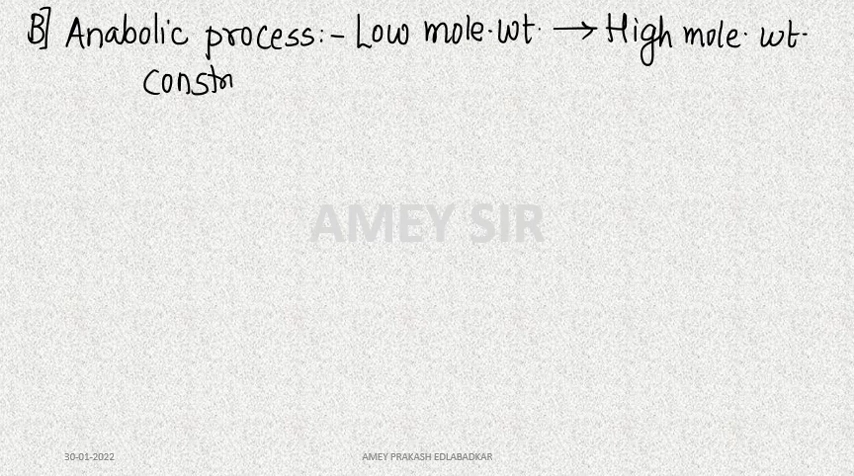 B] Anabolic process:- Low mole.wt. → High mole. wt.
constn
AMEY SIR
30-01-2022 AMEY PRAKASH EDLABADKAR